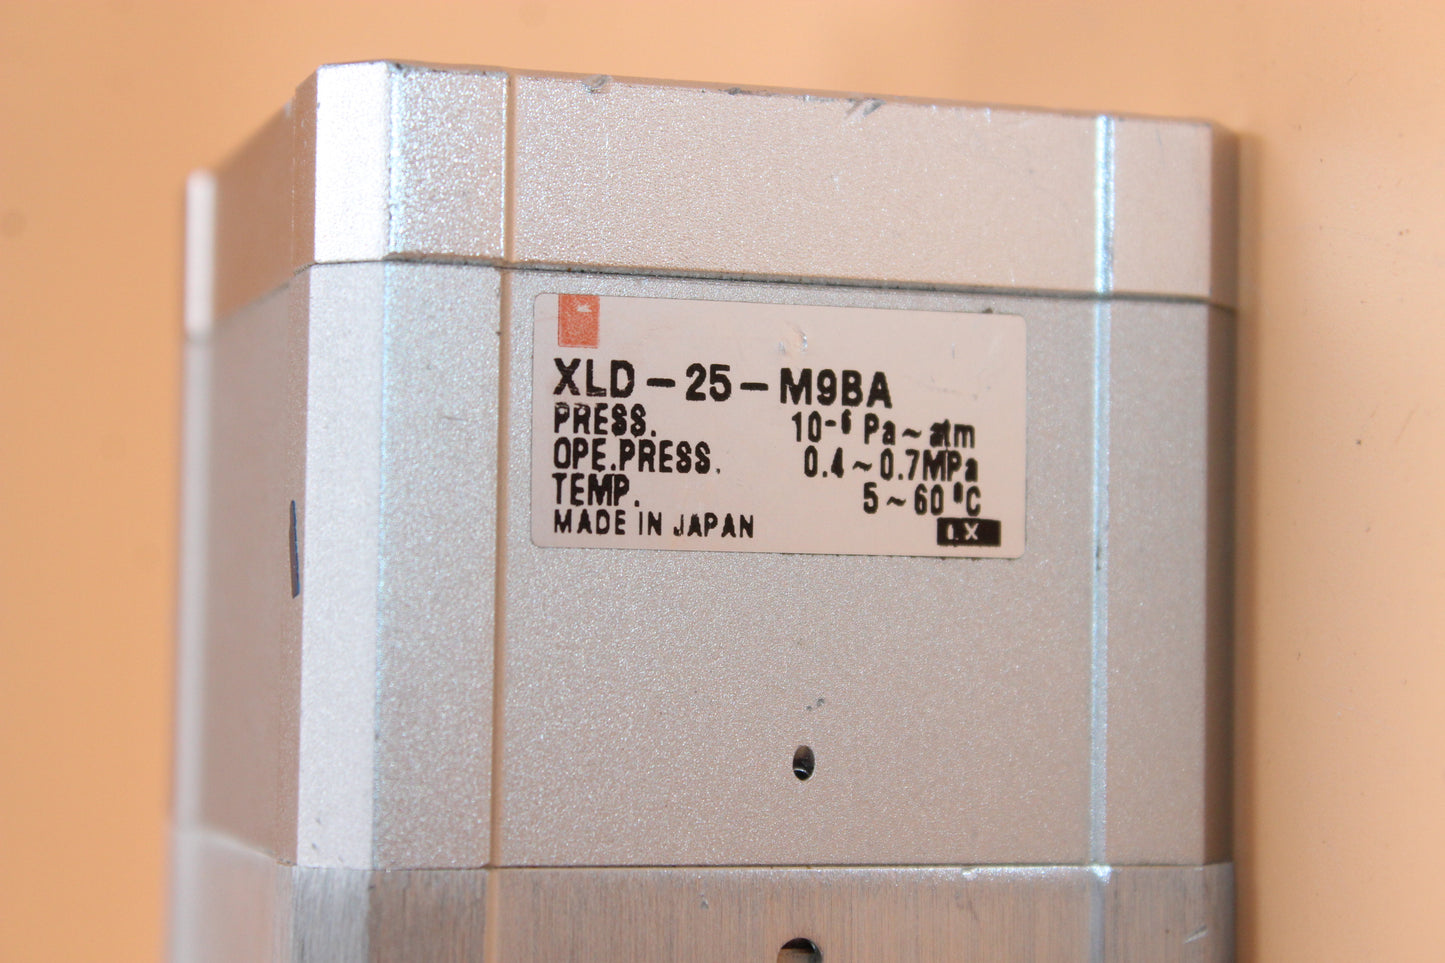 XLD-25-M9BA
PRESS. 10⁻⁶ Pa~atm
OPE.PRESS. 0.4~0.7MPa
TEMP. 5~60 °C
MADE IN JAPAN